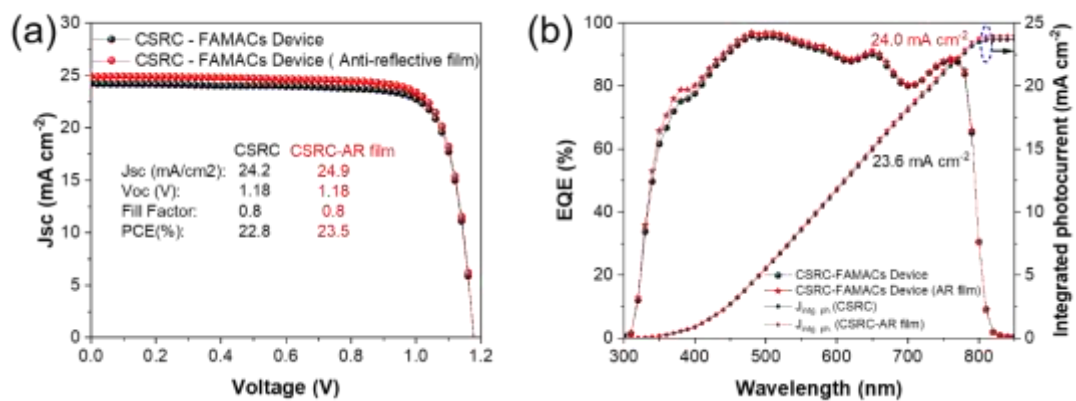 (a)
30
25
20
15
10
5
0
0.0 0.2 0.4 0.6 0.8 1.0 1.2
Jsc (mA cm-2)
Voltage (V)
CSRC - FAMACs Device
CSRC - FAMACs Device ( Anti-reflective film)
CSRC CSRC-AR film
Jsc (mA/cm2): 24.2 24.9
Voc (V): 1.18 1.18
Fill Factor: 0.8 0.8
PCE(%): 22.8 23.5
(b)
100
80
60
40
20
0
300 400 500 600 700 800
EQE (%)
Wavelength (nm)
24
20
15
10
5
0
Integrated photocurrent (mA cm-2)
24.0 mA cm-2
23.6 mA cm-2
CSRC-FAMACs Device
CSRC-FAMACs Device (AR film)
Jintg. ph. (CSRC)
Jintg. ph. (CSRC-AR film)